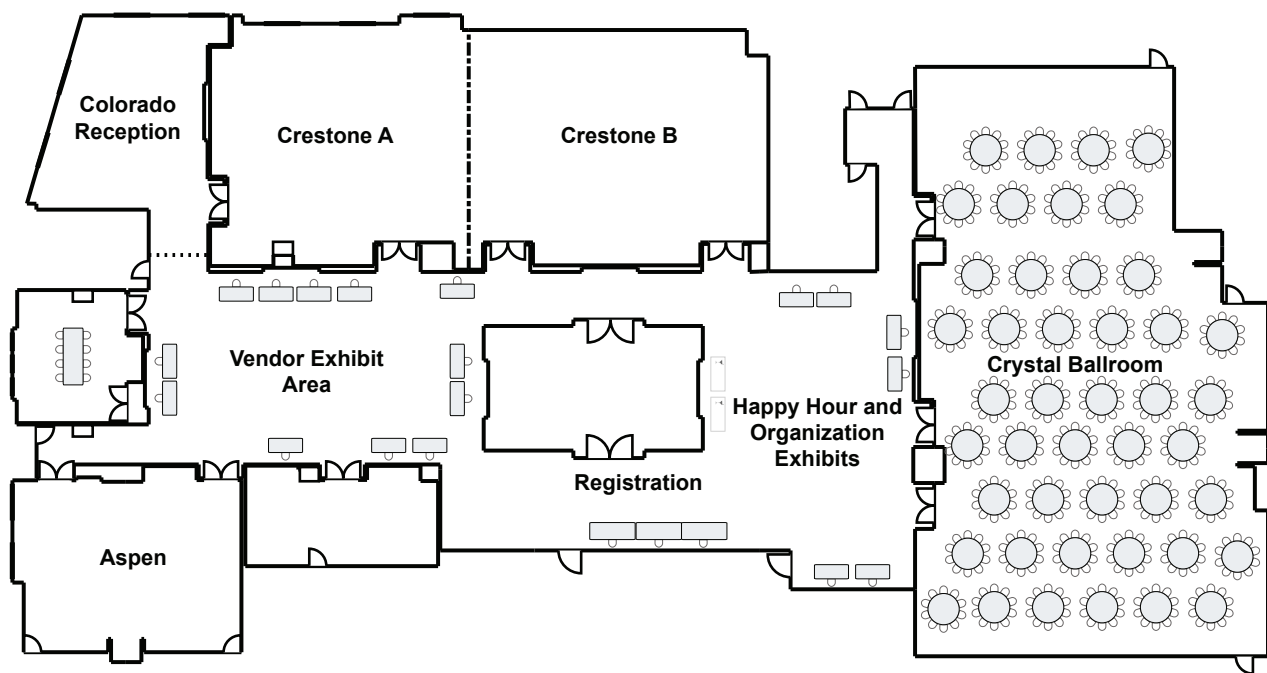 Colorado
Reception
Crestone A
Crestone B
Vendor Exhibit
Area
Crystal Ballroom
Happy Hour and
Organization
Exhibits
Registration
Aspen